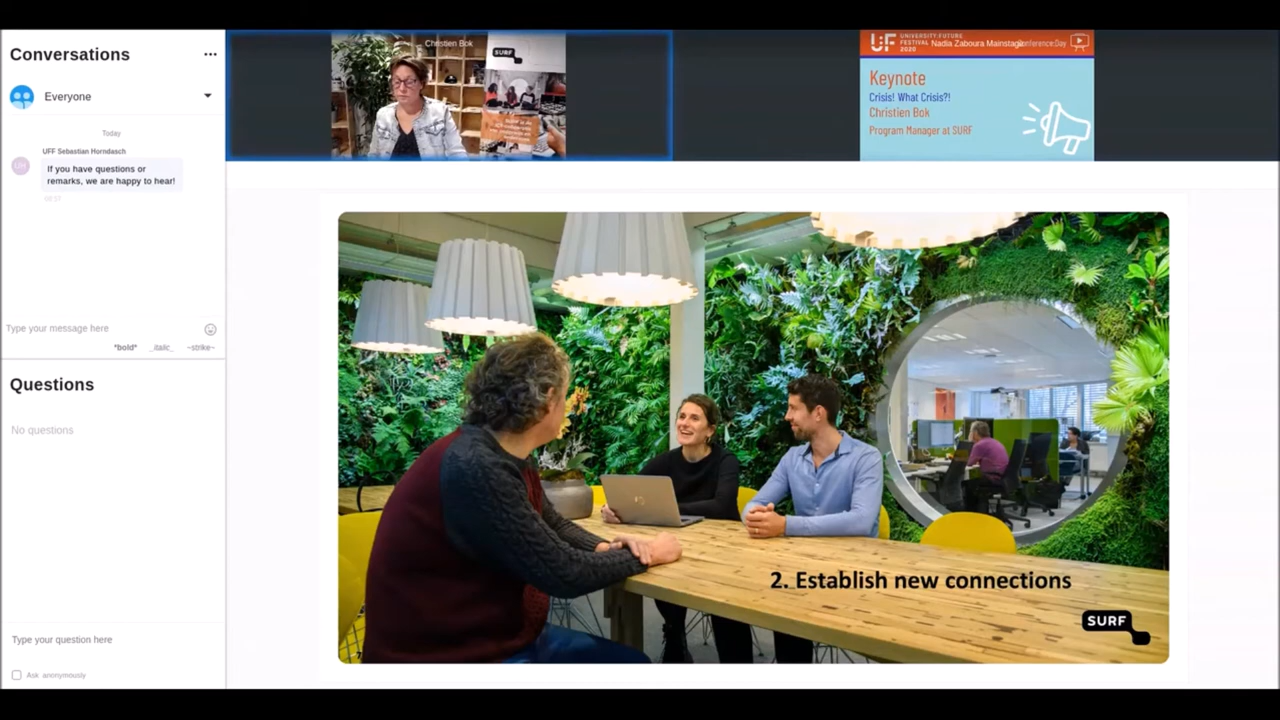 Conversations
Everyone
Today
UFF Sebastian Horndasch
UH
If you have questions or
remarks, we are happy to hear!
Type your message here
*bold* _italic_ ~strike~
Questions
No questions
Type your question here
Ask anonymously
Christien Bok
SURF
UF
UNIVERSITY:FUTURE
FESTIVAL
2020
Nadia Zaboura Mainstage
Conference:Day
Keynote
Crisis! What Crisis?!
Christien Bok
Program Manager at SURF
2. Establish new connections
SURF
7